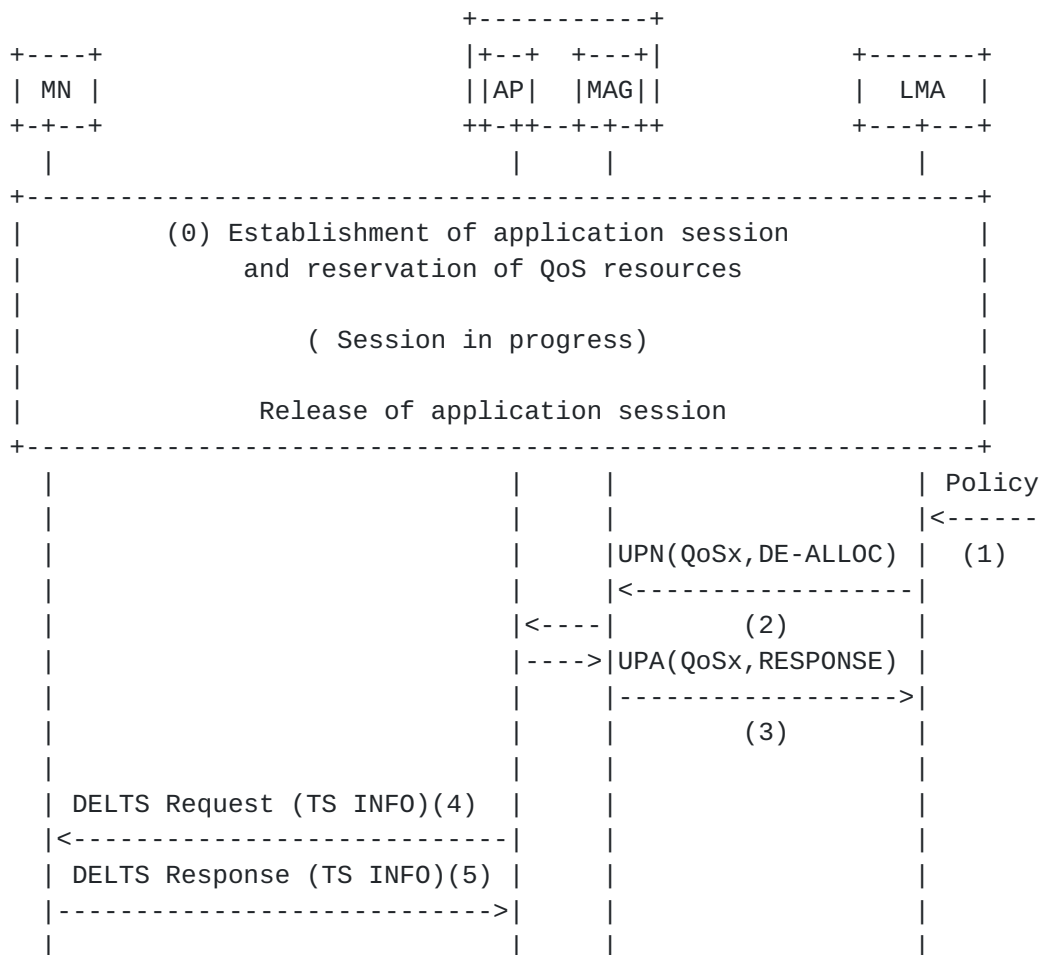 MN AP MAG LMA
(0) Establishment of application session
and reservation of QoS resources
( Session in progress)
Release of application session
Policy
UPN(QoSx,DE-ALLOC) (1)
(2)
UPA(QoSx,RESPONSE)
(3)
DELTS Request (TS INFO)(4)
DELTS Response (TS INFO)(5)